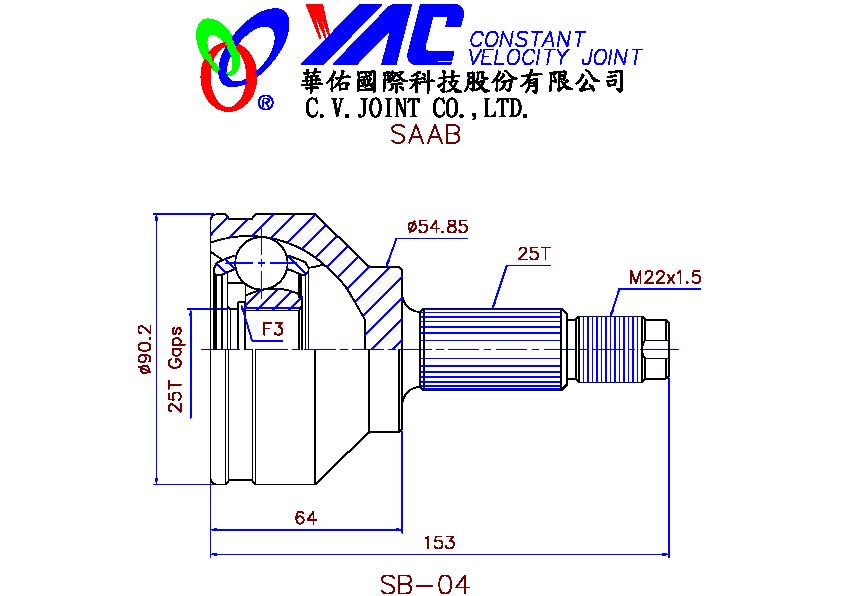 YAC CONSTANT
VELOCITY JOINT
®
華佑國際科技股份有限公司
C.V.JOINT CO.,LTD.
SAAB
ø54.85
25T
M22x1.5
F3
ø90.2
25T Gaps
64
153
SB-04